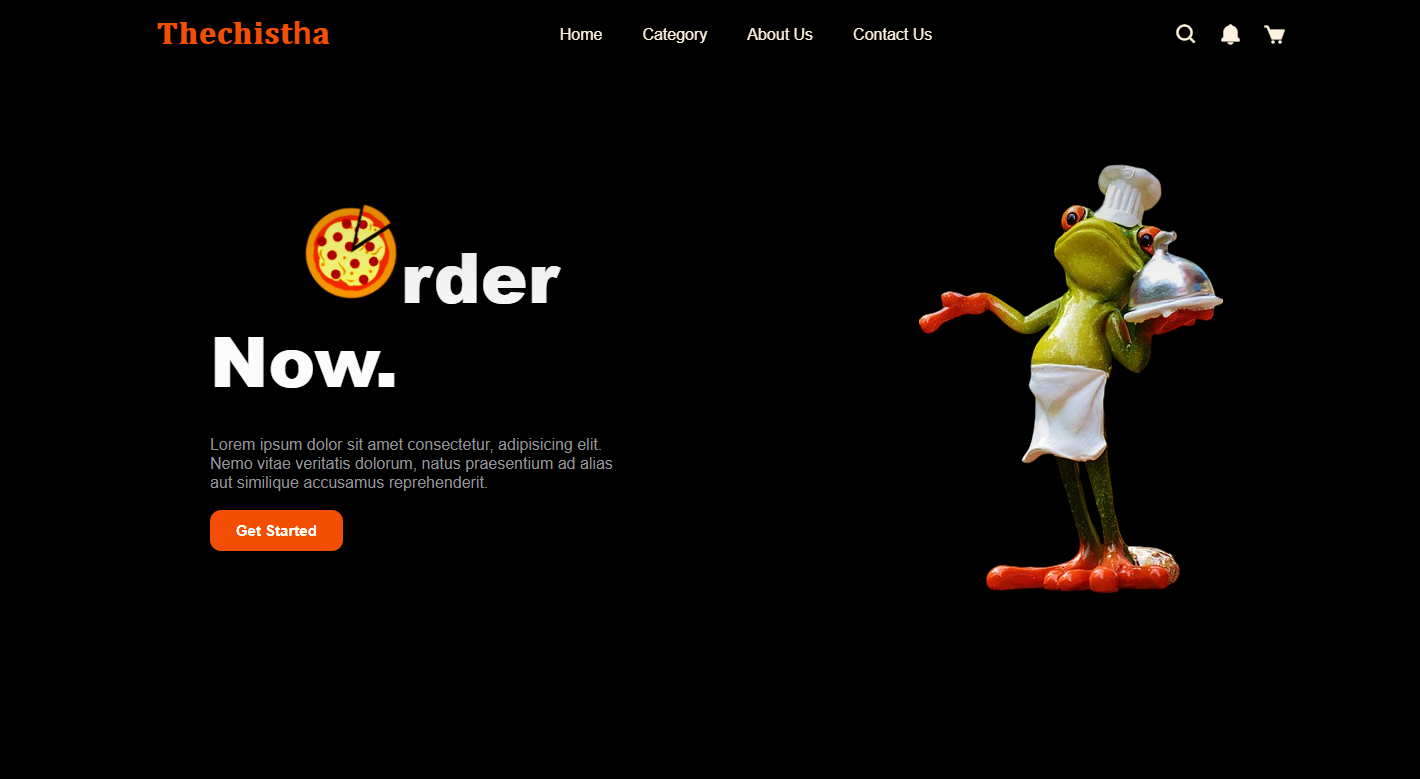 Thechistha
Home Category About Us Contact Us
rder
Now.
Lorem ipsum dolor sit amet consectetur, adipisicing elit.
Nemo vitae veritatis dolorum, natus praesentium ad alias
aut similique accusamus reprehenderit.
Get Started